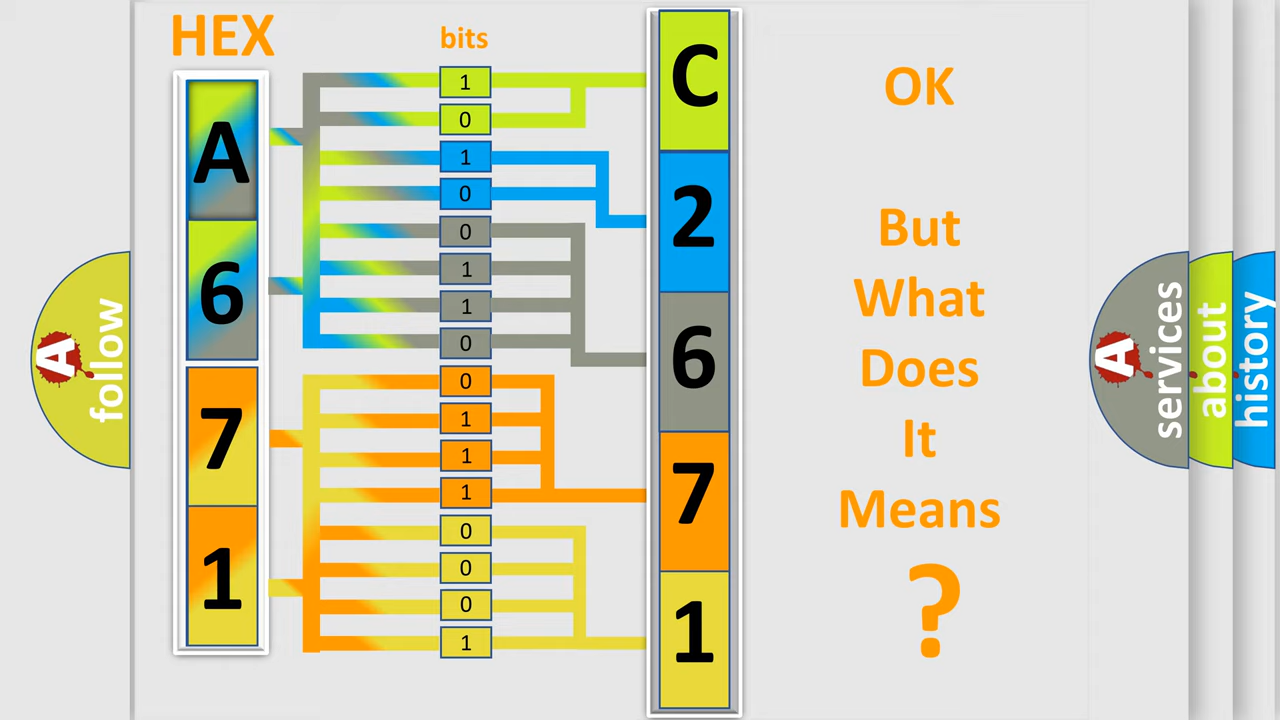 HEX
bits
A
6
7
1
1
0
1
0
0
1
1
0
0
1
1
1
0
0
0
1
C
2
6
7
1
OK
But
What
Does
It
Means
?
A
follow
A
services
about
history